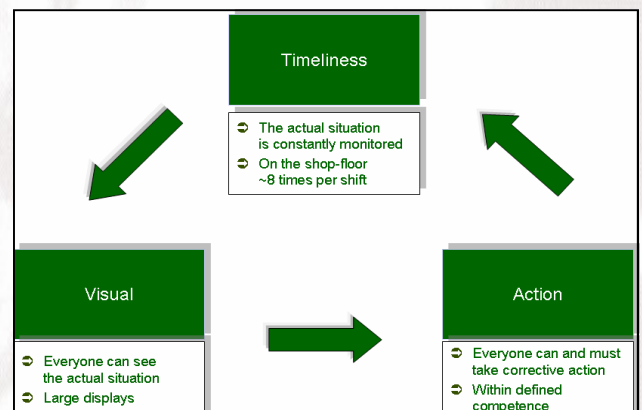 Timeliness
The actual situation
is constantly monitored
On the shop-floor
~8 times per shift
Visual
Everyone can see
the actual situation
Large displays
Action
Everyone can and must
take corrective action
Within defined
competence